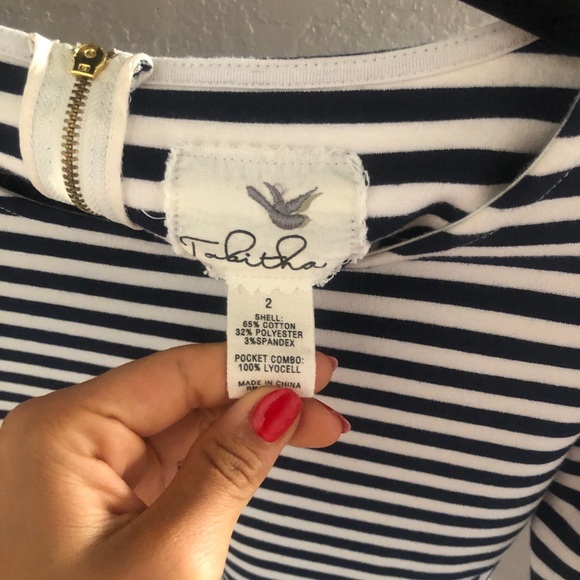 Tabitha
2
SHELL:
65% COTTON
32% POLYESTER
3%SPANDEX
POCKET COMBO:
100% LYOCELL
MADE IN CHINA